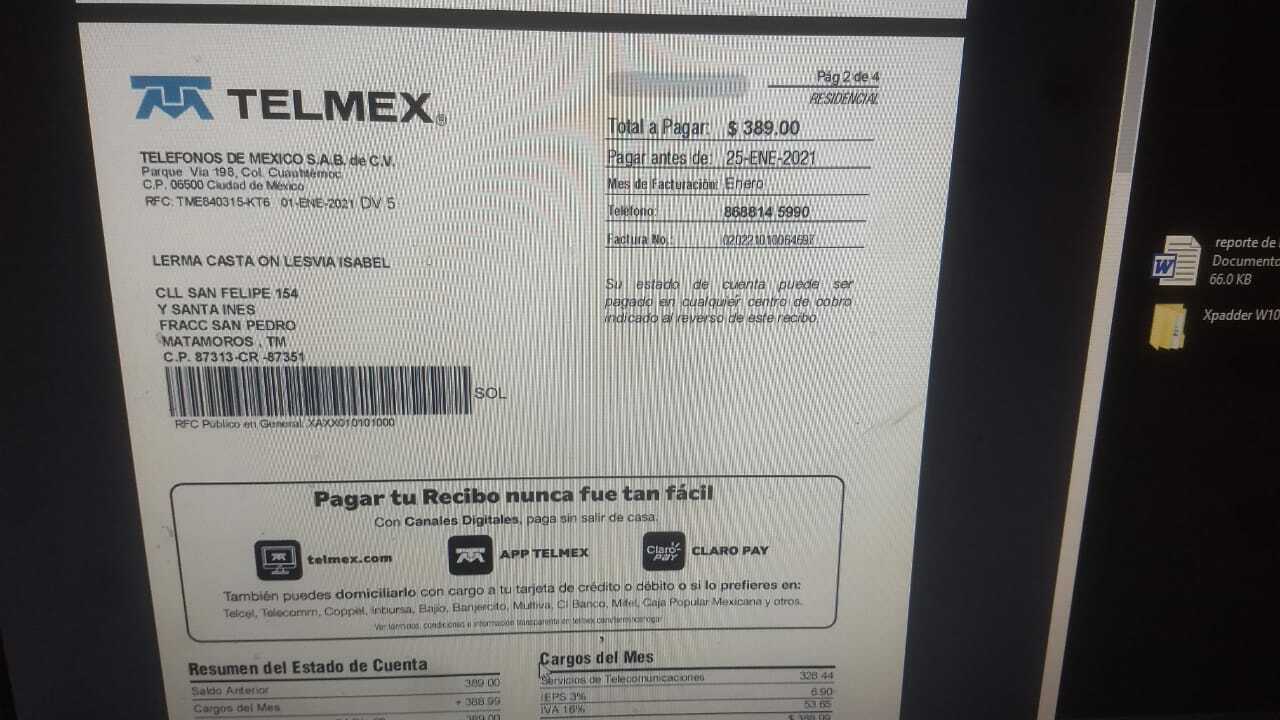 TELMEX®
TELEFONOS DE MEXICO S.A.B. de C.V.
Parque Via 198, Col. Cuauhtémoc
C.P. 06500 Ciudad de México
RFC: TME840315-KT6 01-ENE-2021 DV 5
Pág 2 de 4
RESIDENCIAL
Total a Pagar: $ 389.00
Pagar antes de: 25-ENE-2021
Mes de Facturación: Enero
Teléfono: 868814 5990
Factura No.:
Su estado de cuenta puede ser
pagado en cualquier centro de cobro
indicado al reverso de este recibo.
LERMA CASTA ON LESVIA ISABEL
CLL SAN FELIPE 154
Y SANTA INES
FRACC SAN PEDRO
MATAMOROS , TM
C.P. 87313-CR -87351
SOL
RFC Publico en General: XAXX010101000
Pagar tu Recibo nunca fue tan fácil
Con Canales Digitales, paga sin salir de casa.
telmex.com
APP TELMEX
Claro Pay
CLARO PAY
También puedes domiciliarlo con cargo a tu tarjeta de crédito o débito o si lo prefieres en:
Telcel, Telecomm, Coppel, Inbursa, Bajío, Banjercito, Multiva, CI Banco, Mifel, Caja Popular Mexicana y otros.
Ver términos, condiciones e información transparente en
Resumen del Estado de Cuenta
Saldo Anterior 389.00
Cargos del Mes + 388.99
389.00
Cargos del Mes
Servicios de Telecomunicaciones 328.44
IEPS 3% 6.90
IVA 16% 53.65
$ 388.99
reporte de
Documento
66.0 KB
Xpadder W10